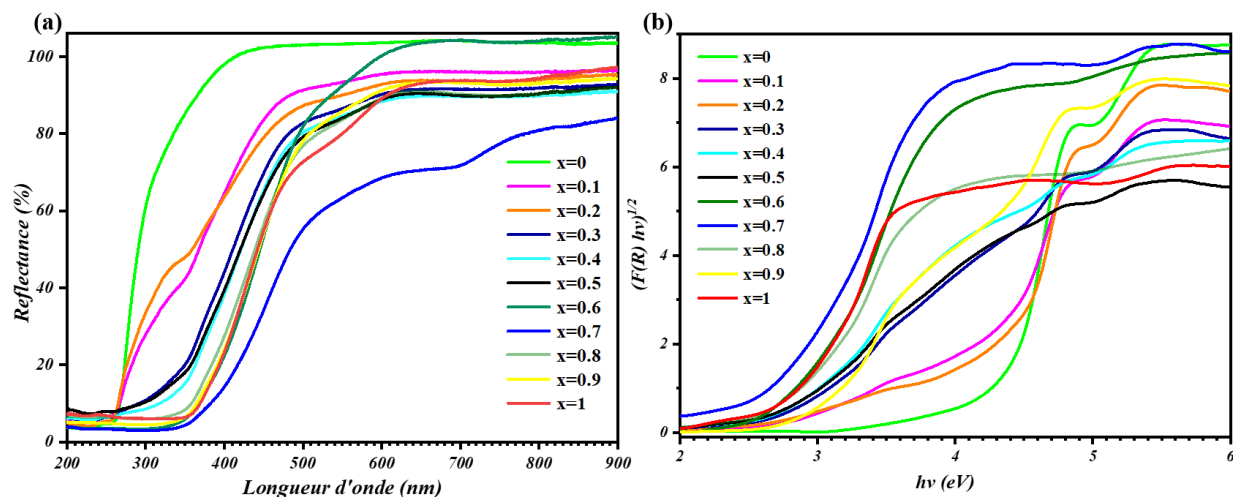 (a)
Reflectance (%)
100
80
60
40
20
0
200 300 400 500 600 700 800 900
Longueur d'onde (nm)
x=0
x=0.1
x=0.2
x=0.3
x=0.4
x=0.5
x=0.6
x=0.7
x=0.8
x=0.9
x=1
(b)
(F(R) hν)^1/2
8
6
4
2
0
2 3 4 5 6
hν (eV)
x=0
x=0.1
x=0.2
x=0.3
x=0.4
x=0.5
x=0.6
x=0.7
x=0.8
x=0.9
x=1